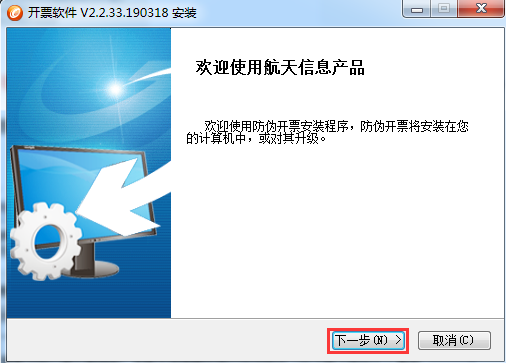 开票软件 V2.2.33.190318 安装
欢迎使用航天信息产品
欢迎使用防伪开票安装程序，防伪开票将安装在您
的计算机中，或对其升级。
下一步(N) >
取消(C)